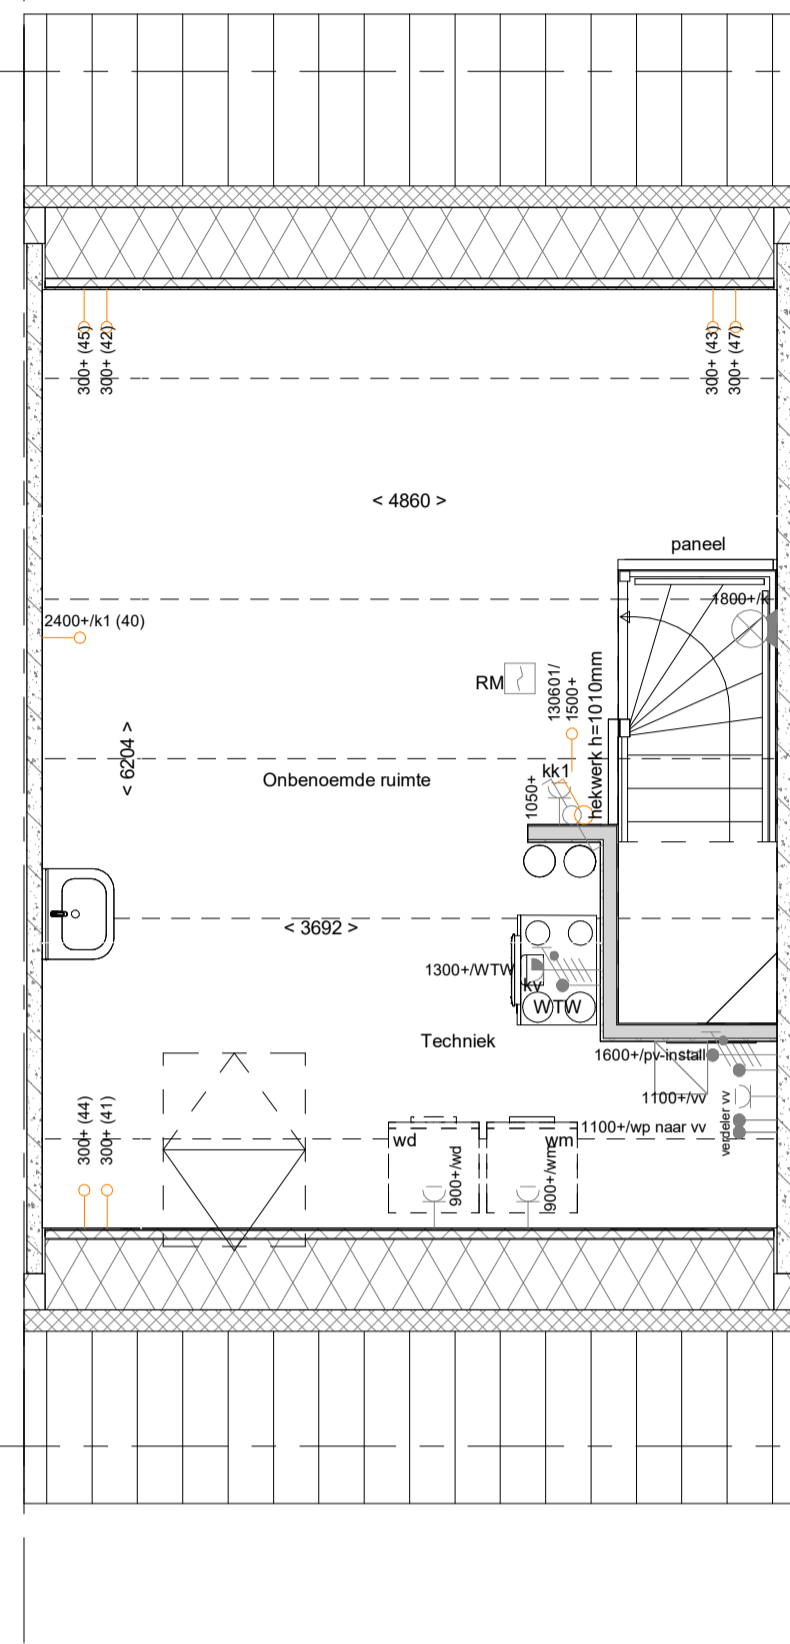 300+ (45)
300+ (42)
300+ (43)
300+ (47)
< 4860 >
paneel
1800+/k
2400+/k1 (40)
RM
130601/
1500+
hekwerk h=1010mm
< 6204 >
Onbenoemde ruimte
kk1
1050+
< 3692 >
1300+/WTW
kv
WTW
Techniek
1600+/pv-install
1100+/vv
verdeler vv
1100+/wp naar vv
300+ (44)
300+ (41)
wd
900+/wd
wm
900+/wm